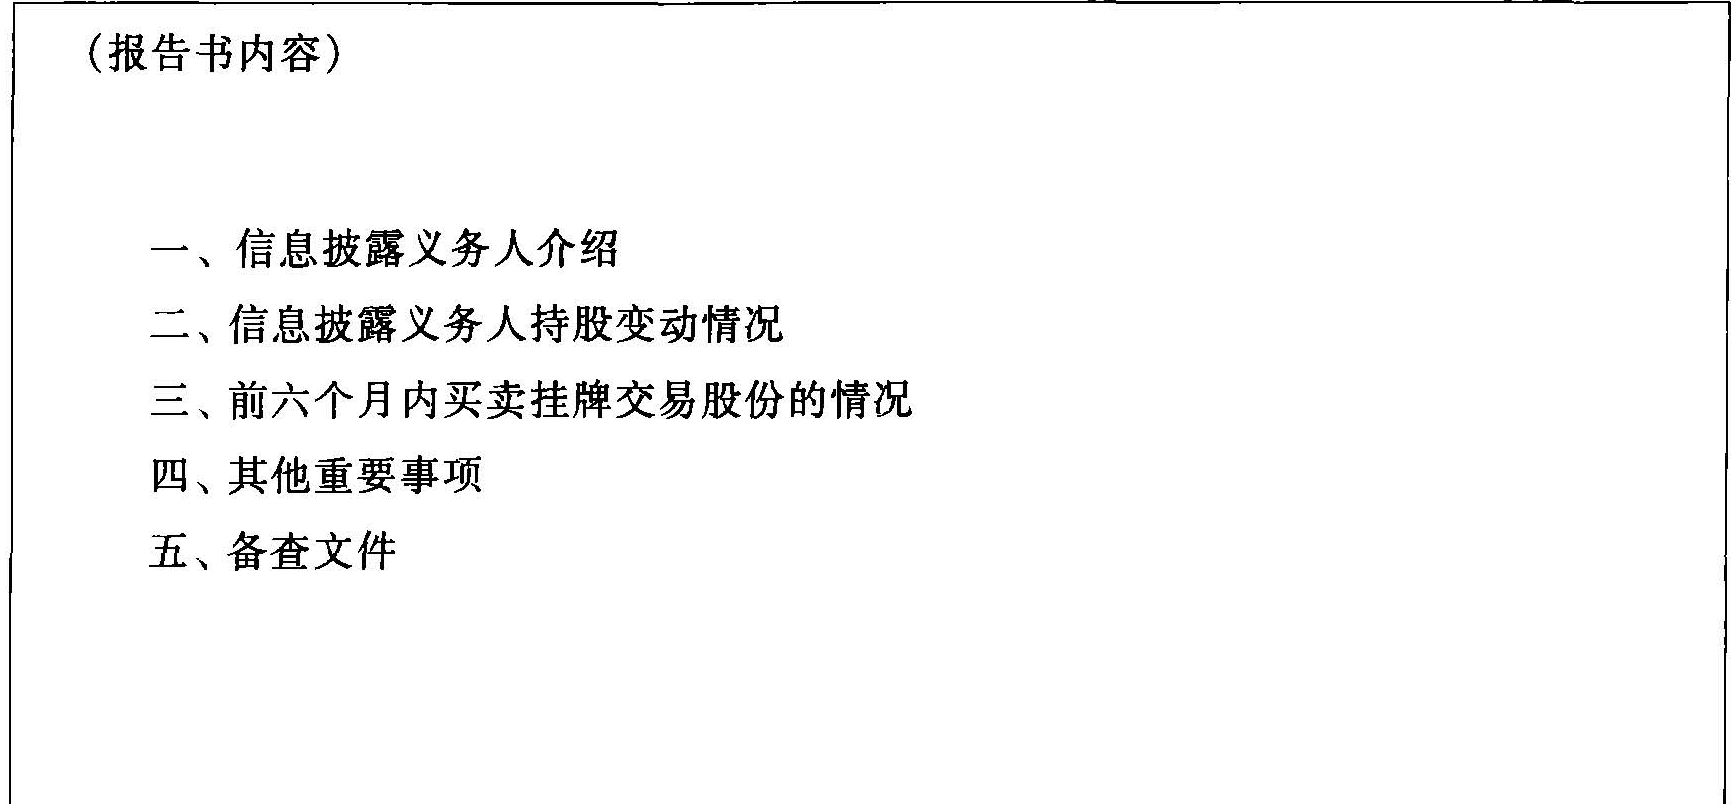 （报告书内容）
一、信息披露义务人介绍
二、信息披露义务人持股变动情况
三、前六个月内买卖挂牌交易股份的情况
四、其他重要事项
五、备查文件